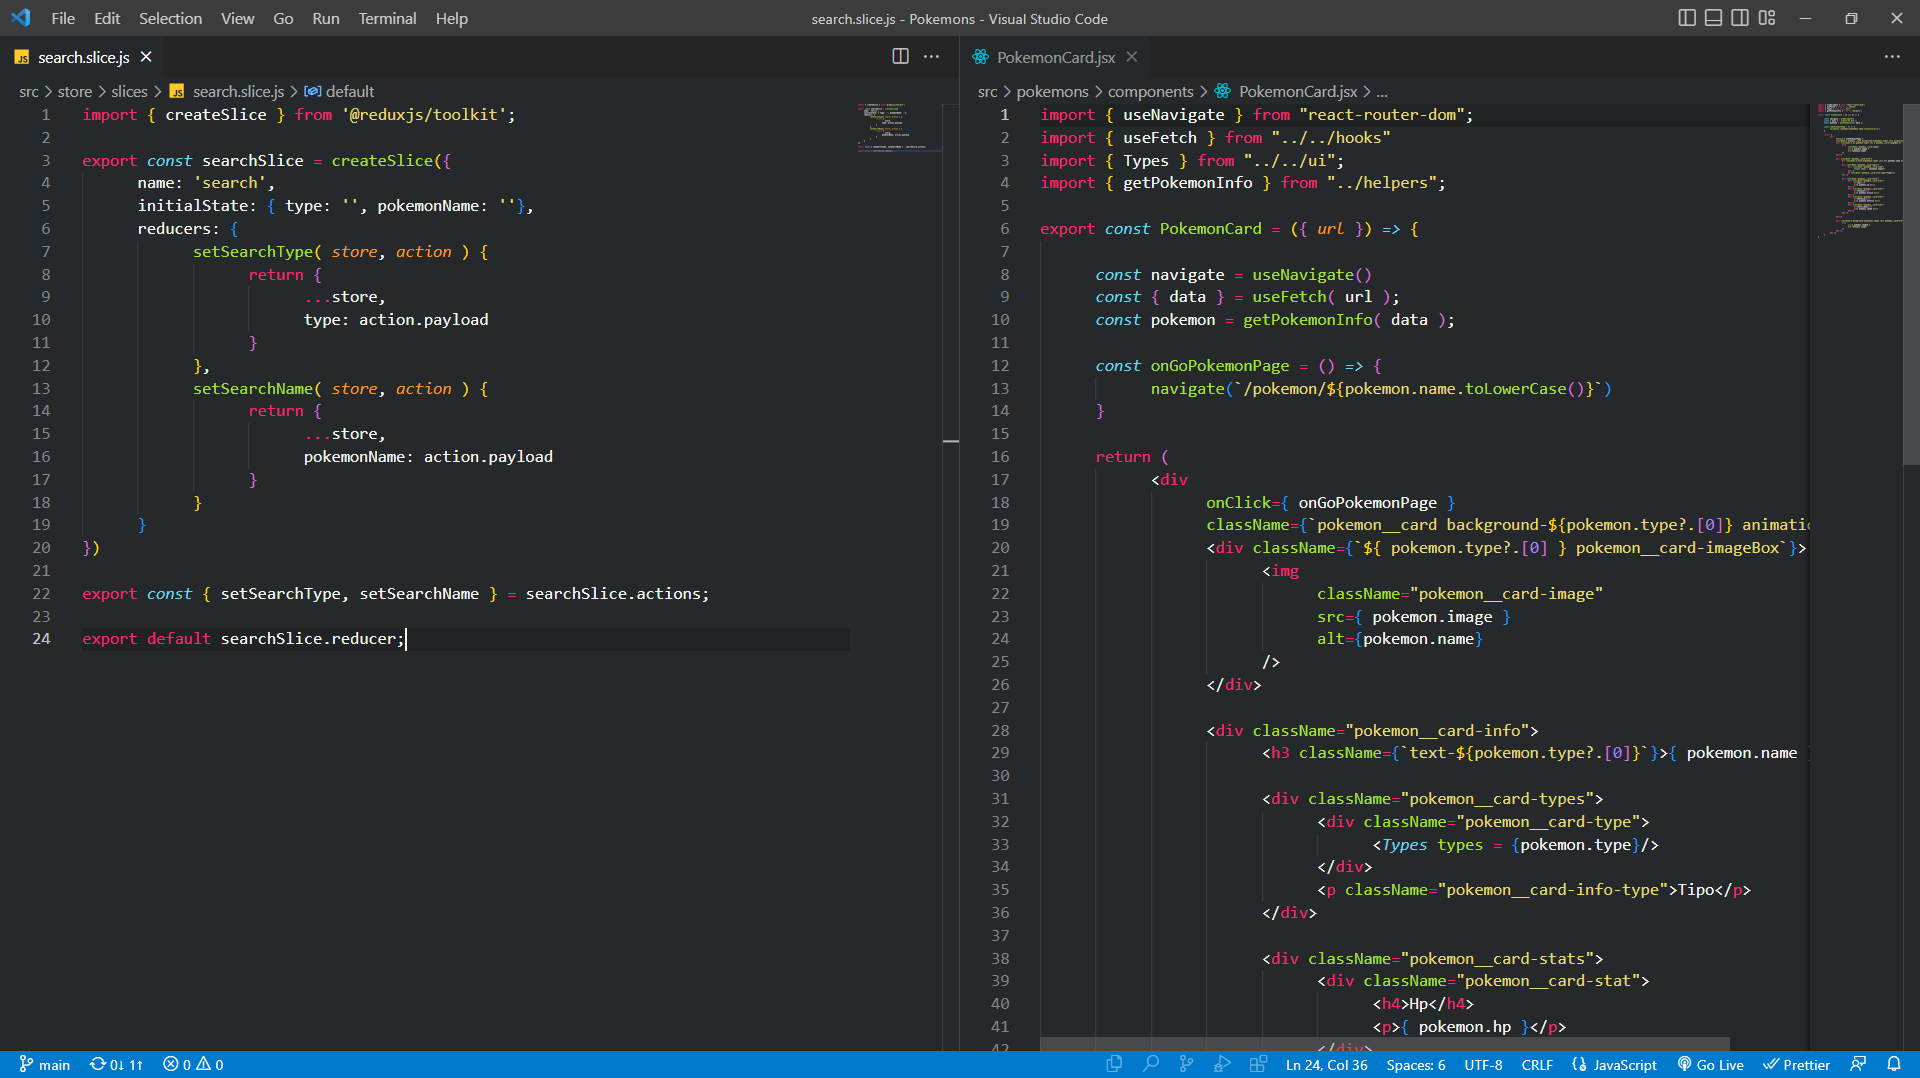 File Edit Selection View Go Run Terminal Help
search.slice.js - Pokemons - Visual Studio Code
JS search.slice.js
src > store > slices > JS search.slice.js > default
1 import { createSlice } from '@reduxjs/toolkit';
2
3 export const searchSlice = createSlice({
4 name: 'search',
5 initialState: { type: '', pokemonName: ''},
6 reducers: {
7 setSearchType( store, action ) {
8 return {
9 ...store,
10 type: action.payload
11 }
12 },
13 setSearchName( store, action ) {
14 return {
15 ...store,
16 pokemonName: action.payload
17 }
18 }
19 }
20 })
21
22 export const { setSearchType, setSearchName } = searchSlice.actions;
23
24 export default searchSlice.reducer;
PokemonCard.jsx
src > pokemons > components > PokemonCard.jsx > ...
1 import { useNavigate } from "react-router-dom";
2 import { useFetch } from "../../hooks"
3 import { Types } from "../../ui";
4 import { getPokemonInfo } from "../helpers";
5
6 export const PokemonCard = ({ url }) => {
7
8 const navigate = useNavigate()
9 const { data } = useFetch( url );
10 const pokemon = getPokemonInfo( data );
11
12 const onGoPokemonPage = () => {
13 navigate(`/pokemon/${pokemon.name.toLowerCase()}`)
14 }
15
16 return (
17 <div
18 onClick={ onGoPokemonPage }
19 className={`pokemon__card background-${pokemon.type?.[0]} animatio
20 <div className={`${ pokemon.type?.[0] } pokemon__card-imageBox`}>
21 <img
22 className="pokemon__card-image"
23 src={ pokemon.image }
24 alt={pokemon.name}
25 />
26 </div>
27
28 <div className="pokemon__card-info">
29 <h3 className={`text-${pokemon.type?.[0]}`}>{ pokemon.name }
30
31 <div className="pokemon__card-types">
32 <div className="pokemon__card-type">
33 <Types types = {pokemon.type}/>
34 </div>
35 <p className="pokemon__card-info-type">Tipo</p>
36 </div>
37
38 <div className="pokemon__card-stats">
39 <div className="pokemon__card-stat">
40 <h4>Hp</h4>
41 <p>{ pokemon.hp }</p>
42 </div>
main 0↓ 1↑ 0 0 Ln 24, Col 36 Spaces: 6 UTF-8 CRLF {} JavaScript Go Live Prettier